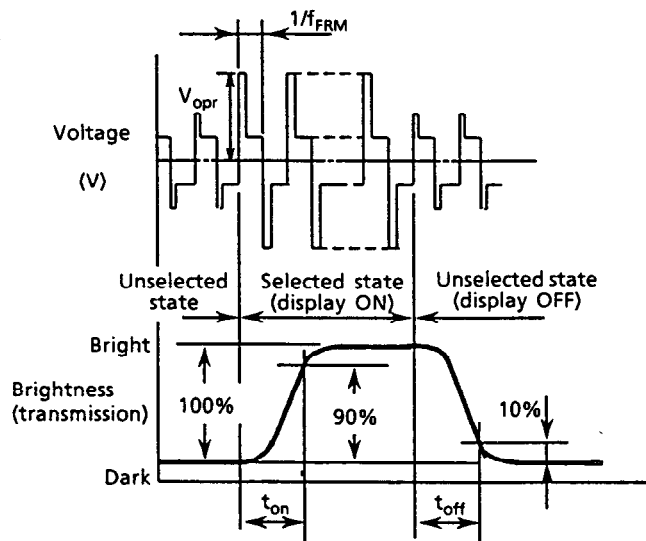 1/fFRM
Vopr
Voltage
(V)
Unselected state
Selected state
(display ON)
Unselected state
(display OFF)
Bright
Brightness
(transmission)
100%
90%
10%
Dark
ton
toff